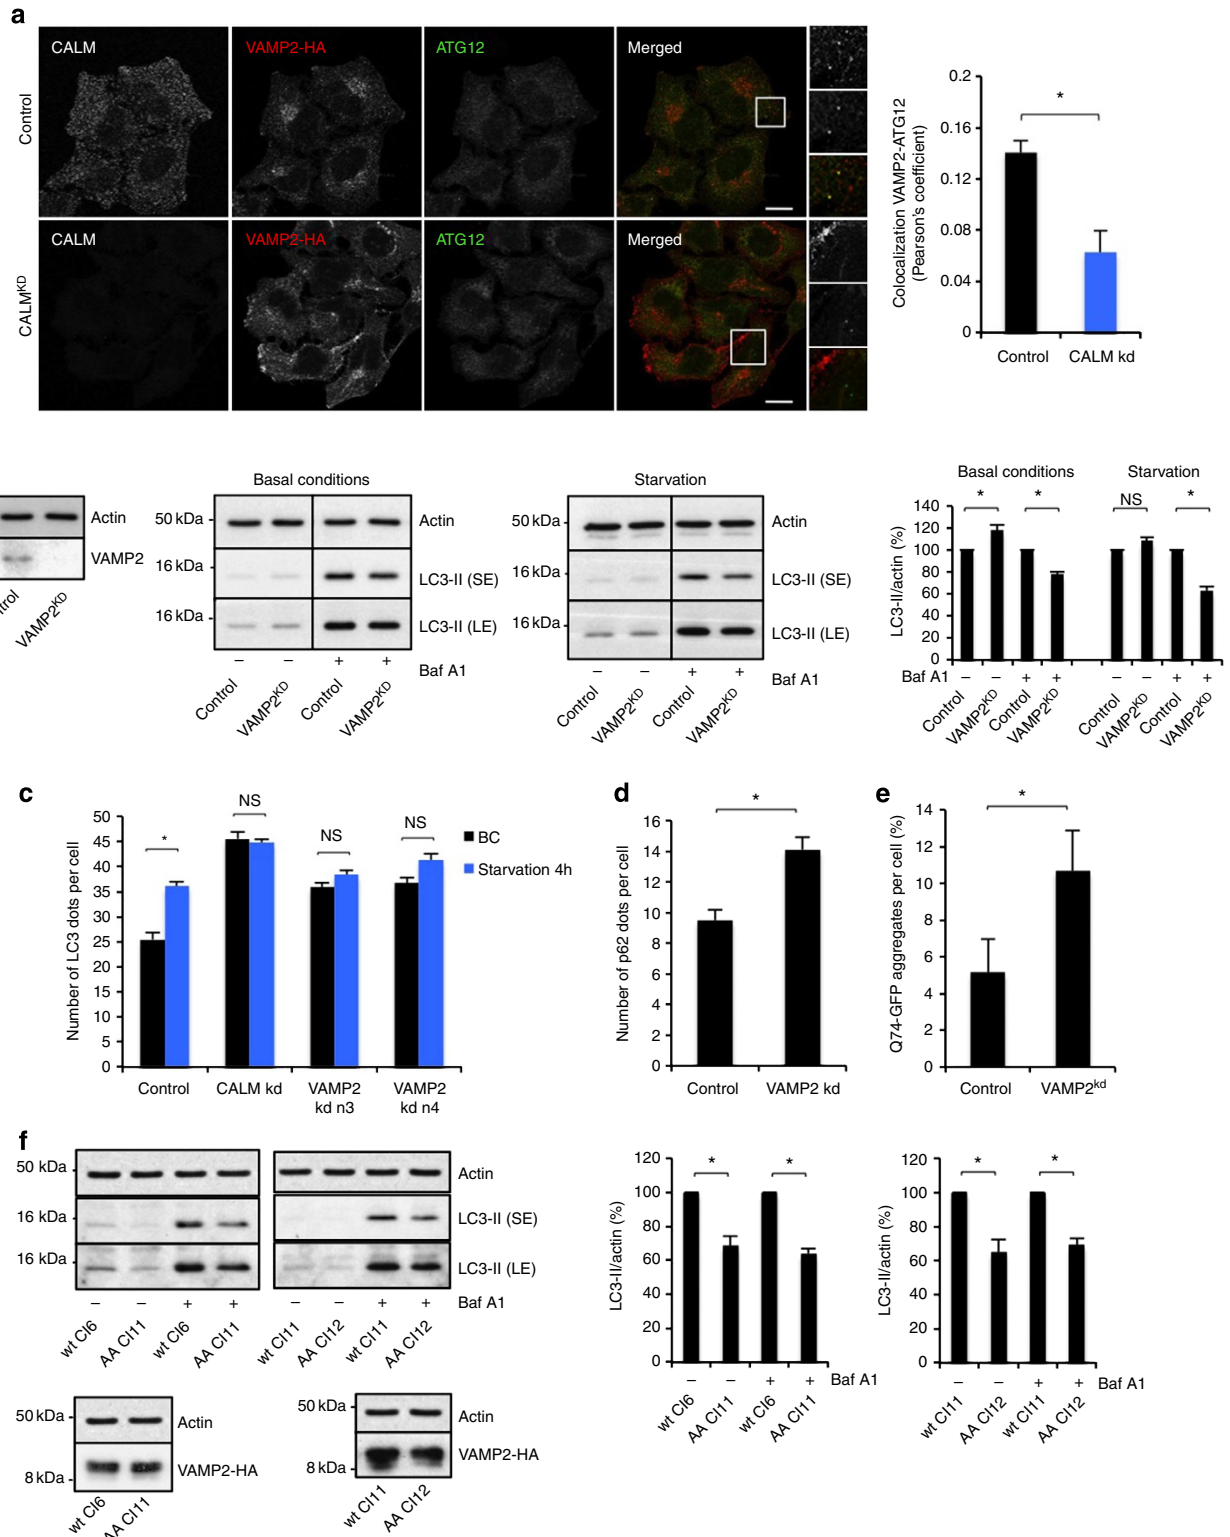 a
Control
CALM
VAMP2-HA
ATG12
Merged
CALMKD
CALM
VAMP2-HA
ATG12
Merged
Colocalization VAMP2-ATG12
(Pearson's coefficient)
0.2
0.16
0.12
0.08
0.04
0
*
Control
CALM kd
Actin
VAMP2
VAMP2KD
Basal conditions
50 kDa
16 kDa
16 kDa
Actin
LC3-II (SE)
LC3-II (LE)
– – + + Baf A1
Control
VAMP2KD
Control
VAMP2KD
Starvation
50 kDa
16 kDa
16 kDa
Actin
LC3-II (SE)
LC3-II (LE)
– – + + Baf A1
Control
VAMP2KD
Control
VAMP2KD
Basal conditions
Starvation
LC3-II/actin (%)
140
120
100
80
60
40
20
0
* * NS *
Baf A1 – – + + – – + +
Control
VAMP2KD
Control
VAMP2KD
Control
VAMP2KD
Control
VAMP2KD
c
Number of LC3 dots per cell
50
45
40
35
30
25
20
15
10
5
0
*
NS
NS
NS
BC
Starvation 4h
Control
CALM kd
VAMP2
kd n3
VAMP2
kd n4
d
Number of p62 dots per cell
16
14
12
10
8
6
4
2
0
*
Control
VAMP2 kd
e
Q74-GFP aggregates per cell (%)
14
12
10
8
6
4
2
0
*
Control
VAMP2kd
f
50 kDa
16 kDa
16 kDa
Actin
LC3-II (SE)
LC3-II (LE)
– – + + – – + + Baf A1
wt Cl6
AA Cl11
wt Cl6
AA Cl11
wt Cl11
AA Cl12
wt Cl11
AA Cl12
50 kDa
8 kDa
Actin
VAMP2-HA
wt Cl6
AA Cl11
50 kDa
8 kDa
Actin
VAMP2-HA
wt Cl11
AA Cl12
LC3-II/actin (%)
120
100
80
60
40
20
0
* *
– – + + Baf A1
wt Cl6
AA Cl11
wt Cl6
AA Cl11
LC3-II/actin (%)
120
100
80
60
40
20
0
* *
– – + + Baf A1
wt Cl11
AA Cl12
wt Cl11
AA Cl12